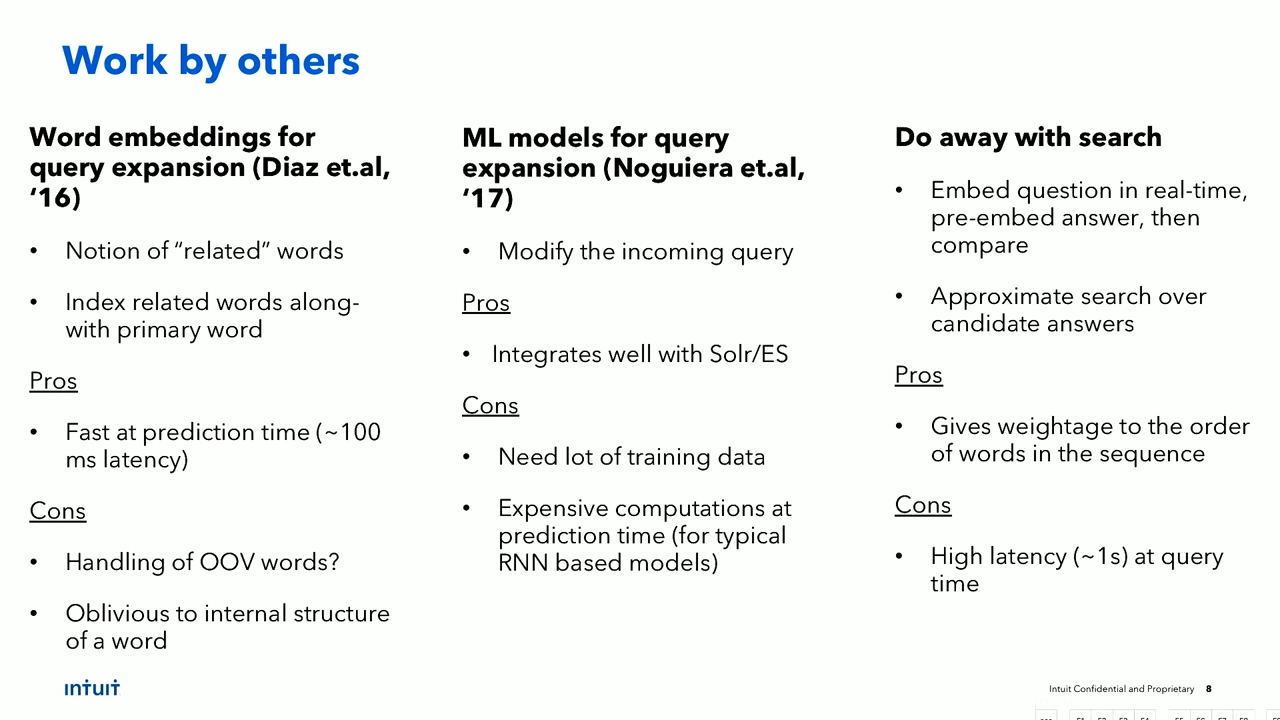 Work by others
Word embeddings for
query expansion (Diaz et.al,
‘16)
• Notion of “related” words
• Index related words along-
with primary word
Pros
• Fast at prediction time (~100
ms latency)
Cons
• Handling of OOV words?
• Oblivious to internal structure
of a word
ML models for query
expansion (Noguiera et.al,
‘17)
• Modify the incoming query
Pros
• Integrates well with Solr/ES
Cons
• Need lot of training data
• Expensive computations at
prediction time (for typical
RNN based models)
Do away with search
• Embed question in real-time,
pre-embed answer, then
compare
• Approximate search over
candidate answers
Pros
• Gives weightage to the order
of words in the sequence
Cons
• High latency (~1s) at query
time
intuit
Intuit Confidential and Proprietary 8